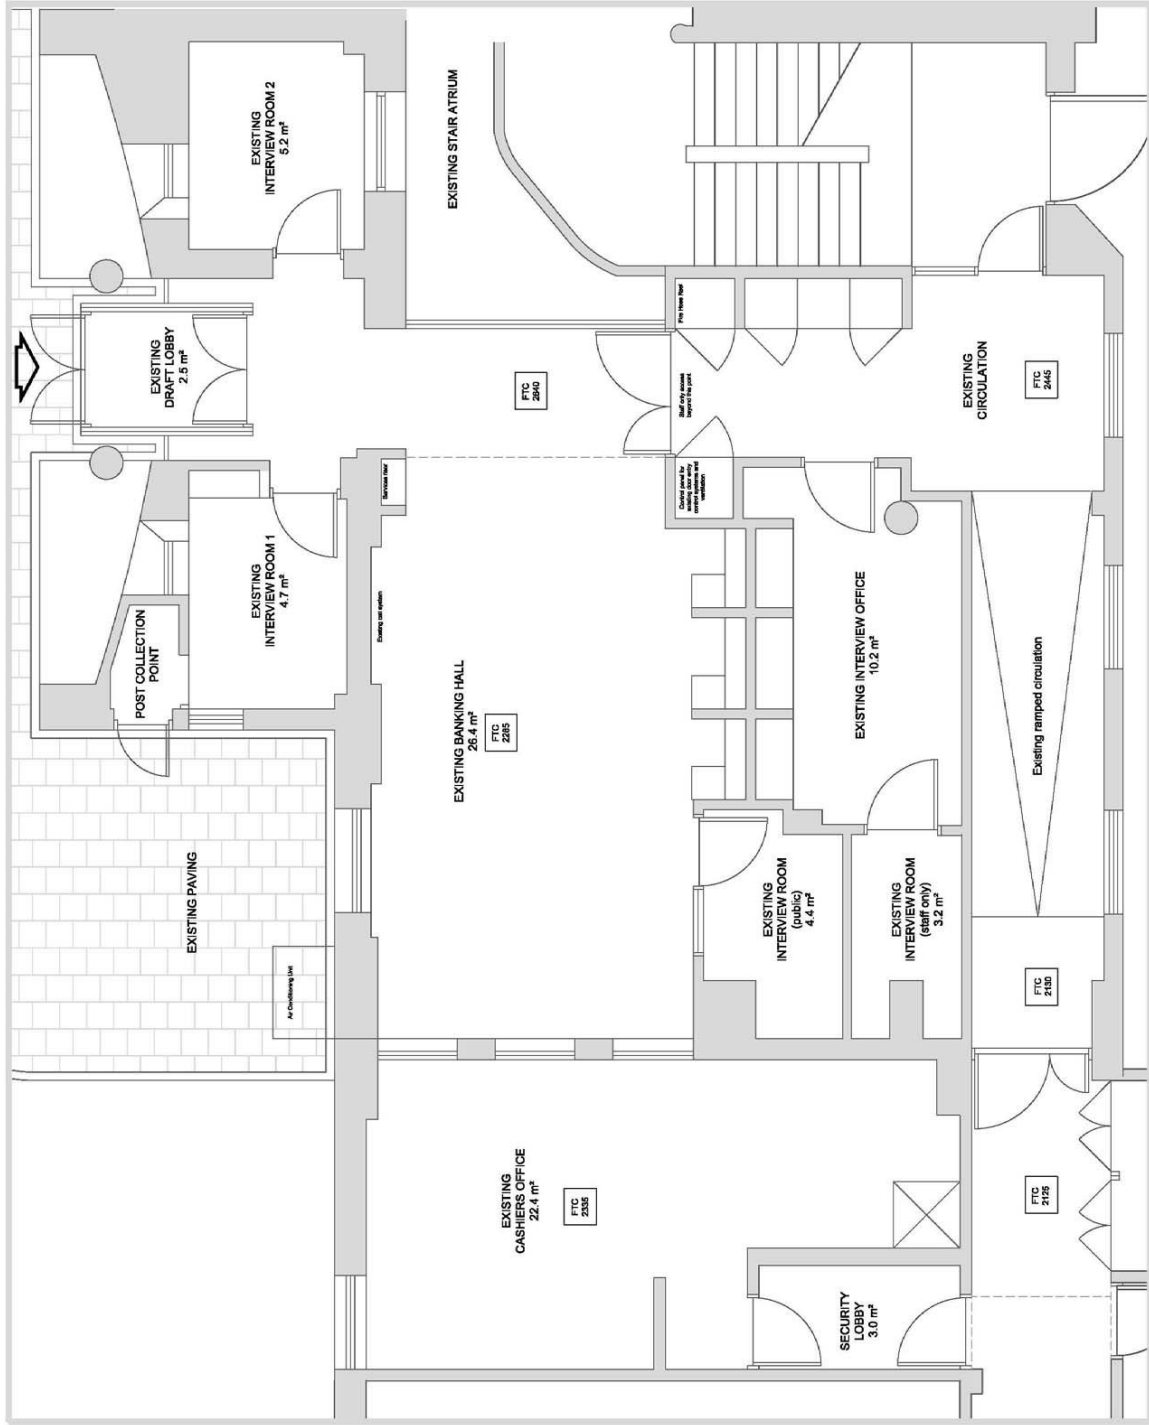 EXISTING
INTERVIEW ROOM 2
5.2 m²
EXISTING STAIR ATRIUM
EXISTING
DRAFT LOBBY
2.5 m²
FTC
2640
Fire Hose Reel
Staff only access
beyond this point
EXISTING
CIRCULATION
FTC
2445
Services riser
Control panel for
existing door entry
control systems and
ventilation
EXISTING
INTERVIEW ROOM 1
4.7 m²
POST COLLECTION
POINT
EXISTING BANKING HALL
26.4 m²
FTC
2285
EXISTING INTERVIEW OFFICE
10.2 m²
Existing ramped circulation
EXISTING PAVING
Air Conditioning Unit
EXISTING
INTERVIEW ROOM
(public)
4.4 m²
EXISTING
INTERVIEW ROOM
(staff only)
3.2 m²
FTC
2130
EXISTING
CASHIERS OFFICE
22.4 m²
FTC
2335
FTC
2125
SECURITY
LOBBY
3.0 m²